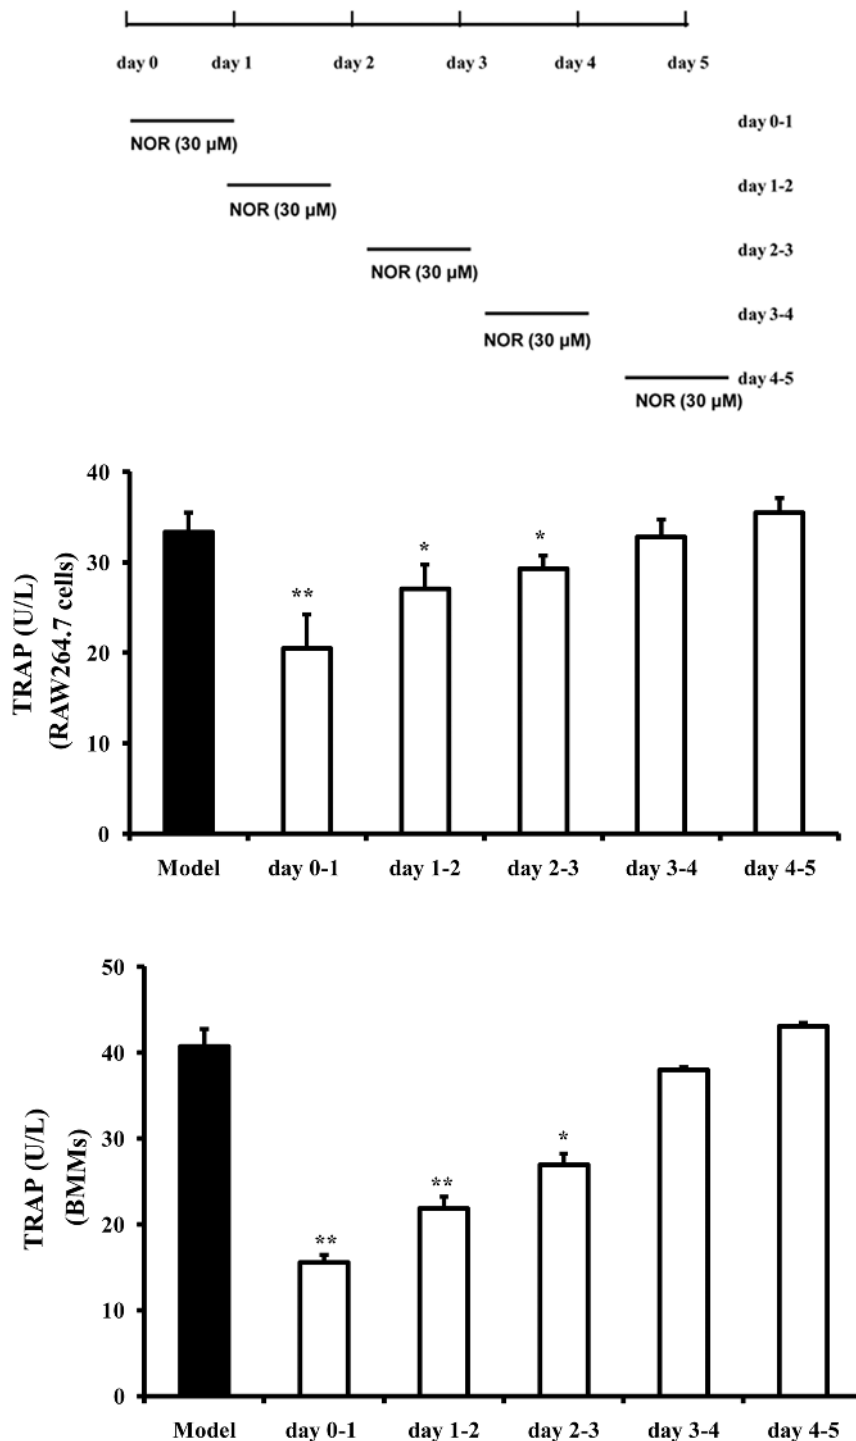 day 0 day 1 day 2 day 3 day 4 day 5
day 0-1
NOR (30 µM)
day 1-2
NOR (30 µM)
day 2-3
NOR (30 µM)
day 3-4
NOR (30 µM)
day 4-5
NOR (30 µM)
TRAP (U/L)
(RAW264.7 cells)
40
30
20
10
0
**
*
*
Model day 0-1 day 1-2 day 2-3 day 3-4 day 4-5
TRAP (U/L)
(BMMs)
50
40
30
20
10
0
**
**
*
Model day 0-1 day 1-2 day 2-3 day 3-4 day 4-5